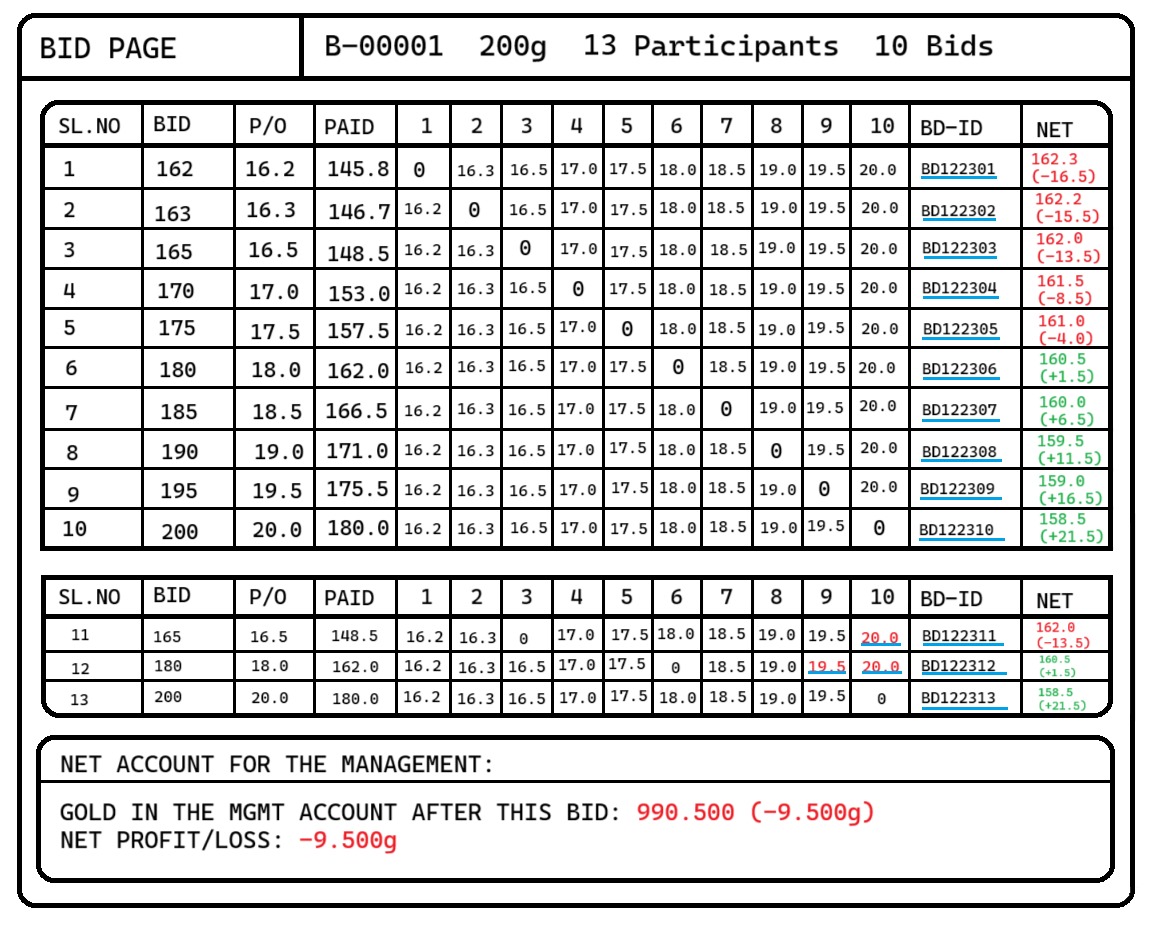 BID PAGE B-00001 200g 13 Participants 10 Bids
SL.NO BID P/O PAID 1 2 3 4 5 6 7 8 9 10 BD-ID NET
1 162 16.2 145.8 0 16.3 16.5 17.0 17.5 18.0 18.5 19.0 19.5 20.0 BD122301 162.3 (-16.5)
2 163 16.3 146.7 16.2 0 16.5 17.0 17.5 18.0 18.5 19.0 19.5 20.0 BD122302 162.2 (-15.5)
3 165 16.5 148.5 16.2 16.3 0 17.0 17.5 18.0 18.5 19.0 19.5 20.0 BD122303 162.0 (-13.5)
4 170 17.0 153.0 16.2 16.3 16.5 0 17.5 18.0 18.5 19.0 19.5 20.0 BD122304 161.5 (-8.5)
5 175 17.5 157.5 16.2 16.3 16.5 17.0 0 18.0 18.5 19.0 19.5 20.0 BD122305 161.0 (-4.0)
6 180 18.0 162.0 16.2 16.3 16.5 17.0 17.5 0 18.5 19.0 19.5 20.0 BD122306 160.5 (+1.5)
7 185 18.5 166.5 16.2 16.3 16.5 17.0 17.5 18.0 0 19.0 19.5 20.0 BD122307 160.0 (+6.5)
8 190 19.0 171.0 16.2 16.3 16.5 17.0 17.5 18.0 18.5 0 19.5 20.0 BD122308 159.5 (+11.5)
9 195 19.5 175.5 16.2 16.3 16.5 17.0 17.5 18.0 18.5 19.0 0 20.0 BD122309 159.0 (+16.5)
10 200 20.0 180.0 16.2 16.3 16.5 17.0 17.5 18.0 18.5 19.0 19.5 0 BD122310 158.5 (+21.5)
SL.NO BID P/O PAID 1 2 3 4 5 6 7 8 9 10 BD-ID NET
11 165 16.5 148.5 16.2 16.3 0 17.0 17.5 18.0 18.5 19.0 19.5 20.0 BD122311 162.0 (-13.5)
12 180 18.0 162.0 16.2 16.3 16.5 17.0 17.5 0 18.5 19.0 19.5 20.0 BD122312 160.5 (+1.5)
13 200 20.0 180.0 16.2 16.3 16.5 17.0 17.5 18.0 18.5 19.0 19.5 0 BD122313 158.5 (+21.5)
NET ACCOUNT FOR THE MANAGEMENT:
GOLD IN THE MGMT ACCOUNT AFTER THIS BID: 990.500 (-9.500g)
NET PROFIT/LOSS: -9.500g